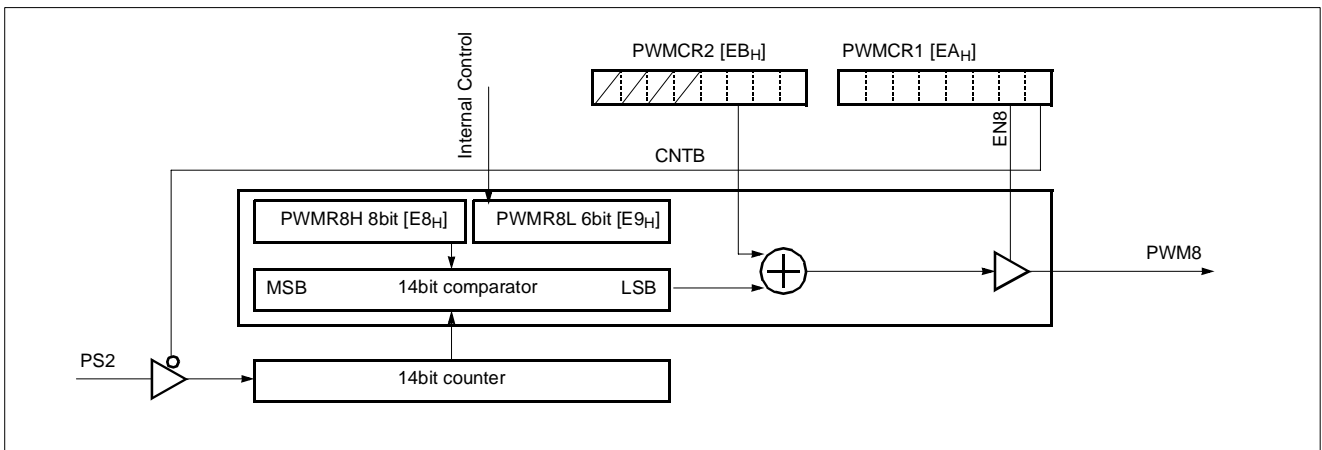 PWMCR2 [EBH]
PWMCR1 [EAH]
Internal Control
EN8
CNTB
PWMR8H 8bit [E8H]
PWMR8L 6bit [E9H]
PWM8
MSB 14bit comparator LSB
PS2
14bit counter